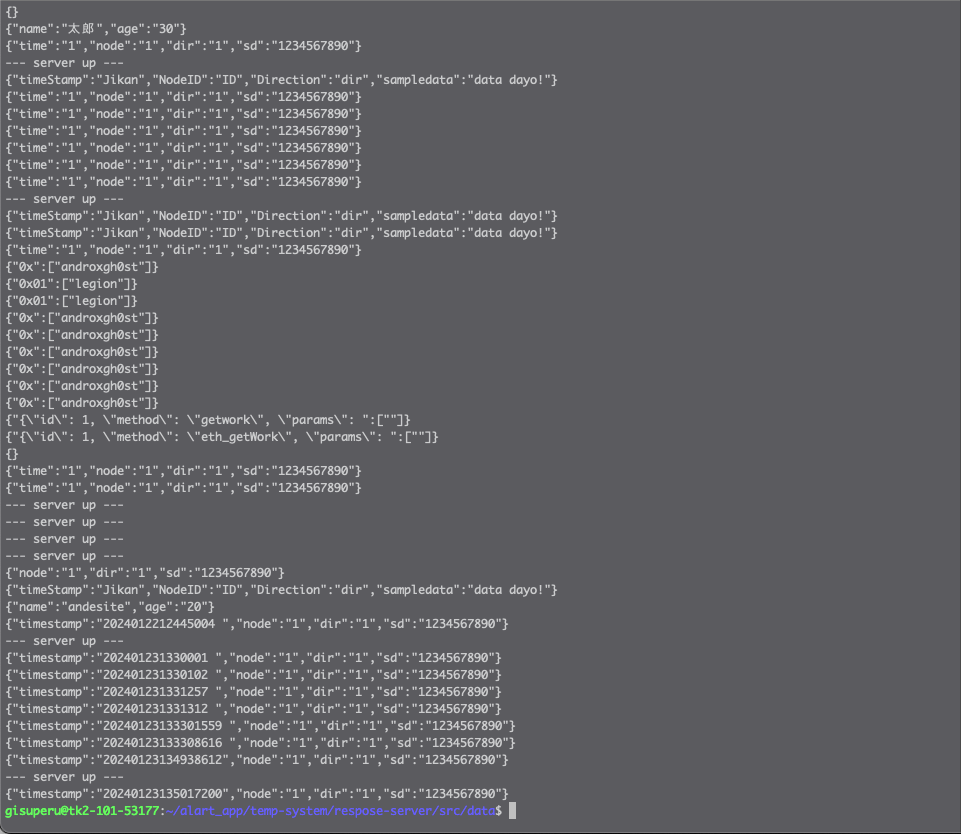 {}
{"name":"太郎","age":"30"}
{"time":"1","node":"1","dir":"1","sd":"1234567890"}
--- server up ---
{"timeStamp":"Jikan","NodeID":"ID","Direction":"dir","sampledata":"data dayo!"}
{"time":"1","node":"1","dir":"1","sd":"1234567890"}
{"time":"1","node":"1","dir":"1","sd":"1234567890"}
{"time":"1","node":"1","dir":"1","sd":"1234567890"}
{"time":"1","node":"1","dir":"1","sd":"1234567890"}
{"time":"1","node":"1","dir":"1","sd":"1234567890"}
{"time":"1","node":"1","dir":"1","sd":"1234567890"}
--- server up ---
{"timeStamp":"Jikan","NodeID":"ID","Direction":"dir","sampledata":"data dayo!"}
{"timeStamp":"Jikan","NodeID":"ID","Direction":"dir","sampledata":"data dayo!"}
{"time":"1","node":"1","dir":"1","sd":"1234567890"}
{"0x":["androxgh0st"]}
{"0x01":["legion"]}
{"0x01":["legion"]}
{"0x":["androxgh0st"]}
{"0x":["androxgh0st"]}
{"0x":["androxgh0st"]}
{"0x":["androxgh0st"]}
{"0x":["androxgh0st"]}
{"0x":["androxgh0st"]}
{"{\"id\": 1, \"method\": \"getwork\", \"params\": ":[""]}
{"{\"id\": 1, \"method\": \"eth_getWork\", \"params\": ":[""]}
{}
{"time":"1","node":"1","dir":"1","sd":"1234567890"}
{"time":"1","node":"1","dir":"1","sd":"1234567890"}
--- server up ---
--- server up ---
--- server up ---
--- server up ---
{"node":"1","dir":"1","sd":"1234567890"}
{"timeStamp":"Jikan","NodeID":"ID","Direction":"dir","sampledata":"data dayo!"}
{"name":"andesite","age":"20"}
{"timestamp":"2024012212445004 ","node":"1","dir":"1","sd":"1234567890"}
--- server up ---
{"timestamp":"202401231330001 ","node":"1","dir":"1","sd":"1234567890"}
{"timestamp":"202401231330102 ","node":"1","dir":"1","sd":"1234567890"}
{"timestamp":"202401231331257 ","node":"1","dir":"1","sd":"1234567890"}
{"timestamp":"202401231331312 ","node":"1","dir":"1","sd":"1234567890"}
{"timestamp":"20240123133301559 ","node":"1","dir":"1","sd":"1234567890"}
{"timestamp":"20240123133308616 ","node":"1","dir":"1","sd":"1234567890"}
{"timestamp":"20240123134938612","node":"1","dir":"1","sd":"1234567890"}
--- server up ---
{"timestamp":"20240123135017200","node":"1","dir":"1","sd":"1234567890"}
gisuperu@tk2-101-53177:~/alart_app/temp-system/respose-server/src/data$